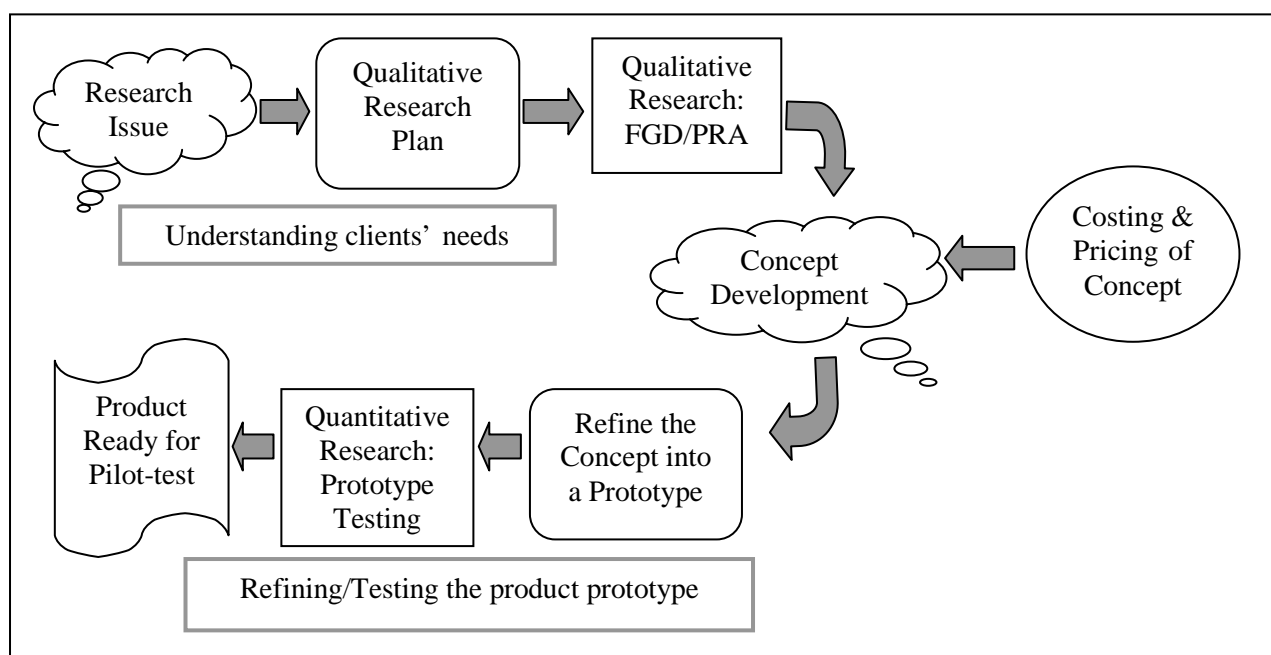 Research
Issue
Qualitative
Research
Plan
Qualitative
Research:
FGD/PRA
Understanding clients’ needs
Costing &
Pricing of
Concept
Concept
Development
Product
Ready for
Pilot-test
Quantitative
Research:
Prototype
Testing
Refine the
Concept into
a Prototype
Refining/Testing the product prototype